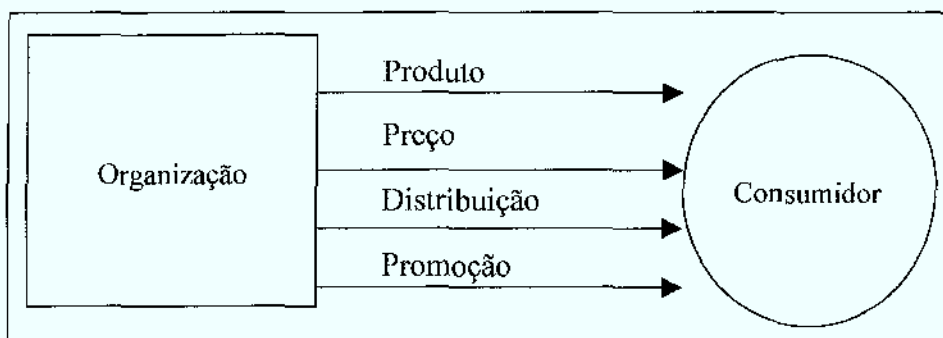 Produto
Preço
Organização
Consumidor
Distribuição
Promoção